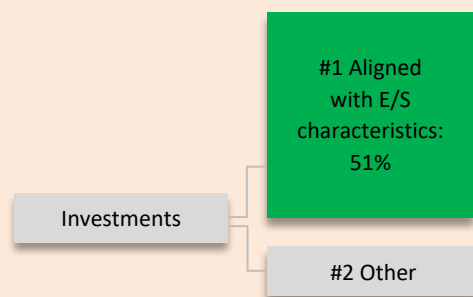 #1 Aligned
with E/S
characteristics:
51%
Investments
#2 Other